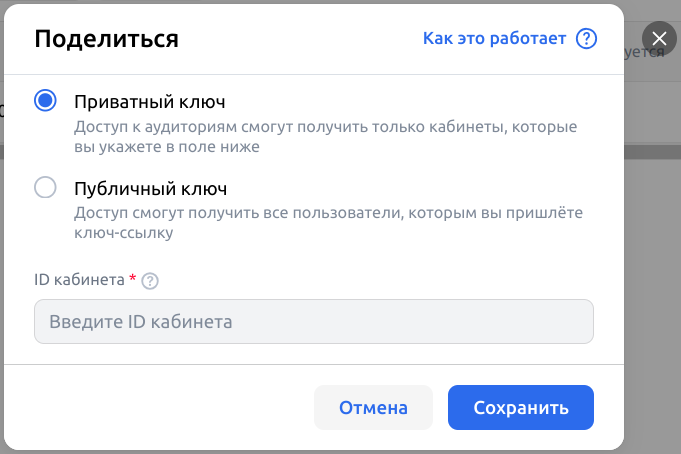 Поделиться
Как это работает
Приватный ключ
Доступ к аудиториям смогут получить только кабинеты, которые
вы укажете в поле ниже
Публичный ключ
Доступ смогут получить все пользователи, которым вы пришлёте
ключ-ссылку
ID кабинета *
Введите ID кабинета
Отмена
Сохранить